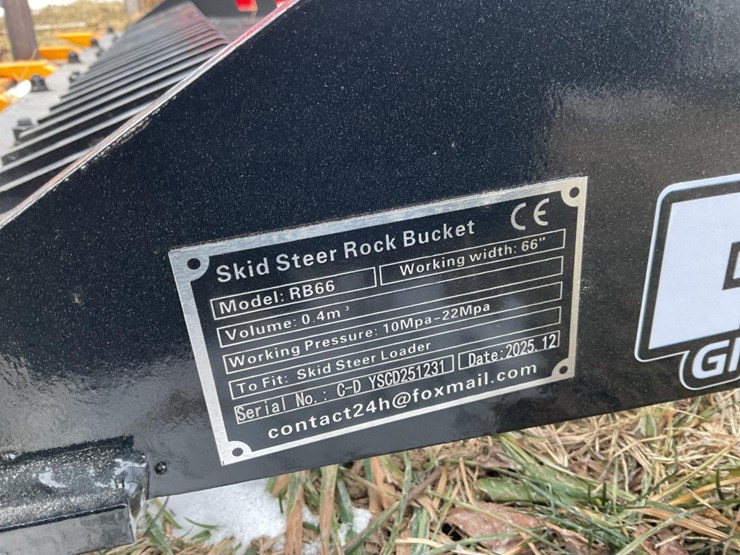 Skid Steer Rock Bucket CE
Model: RB66 Working width: 66"
Volume: 0.4m³
Working Pressure: 10Mpa-22Mpa
To Fit: Skid Steer Loader
Serial No.: C-D YSCD251231 Date:2025.12
contact24h@foxmail.com